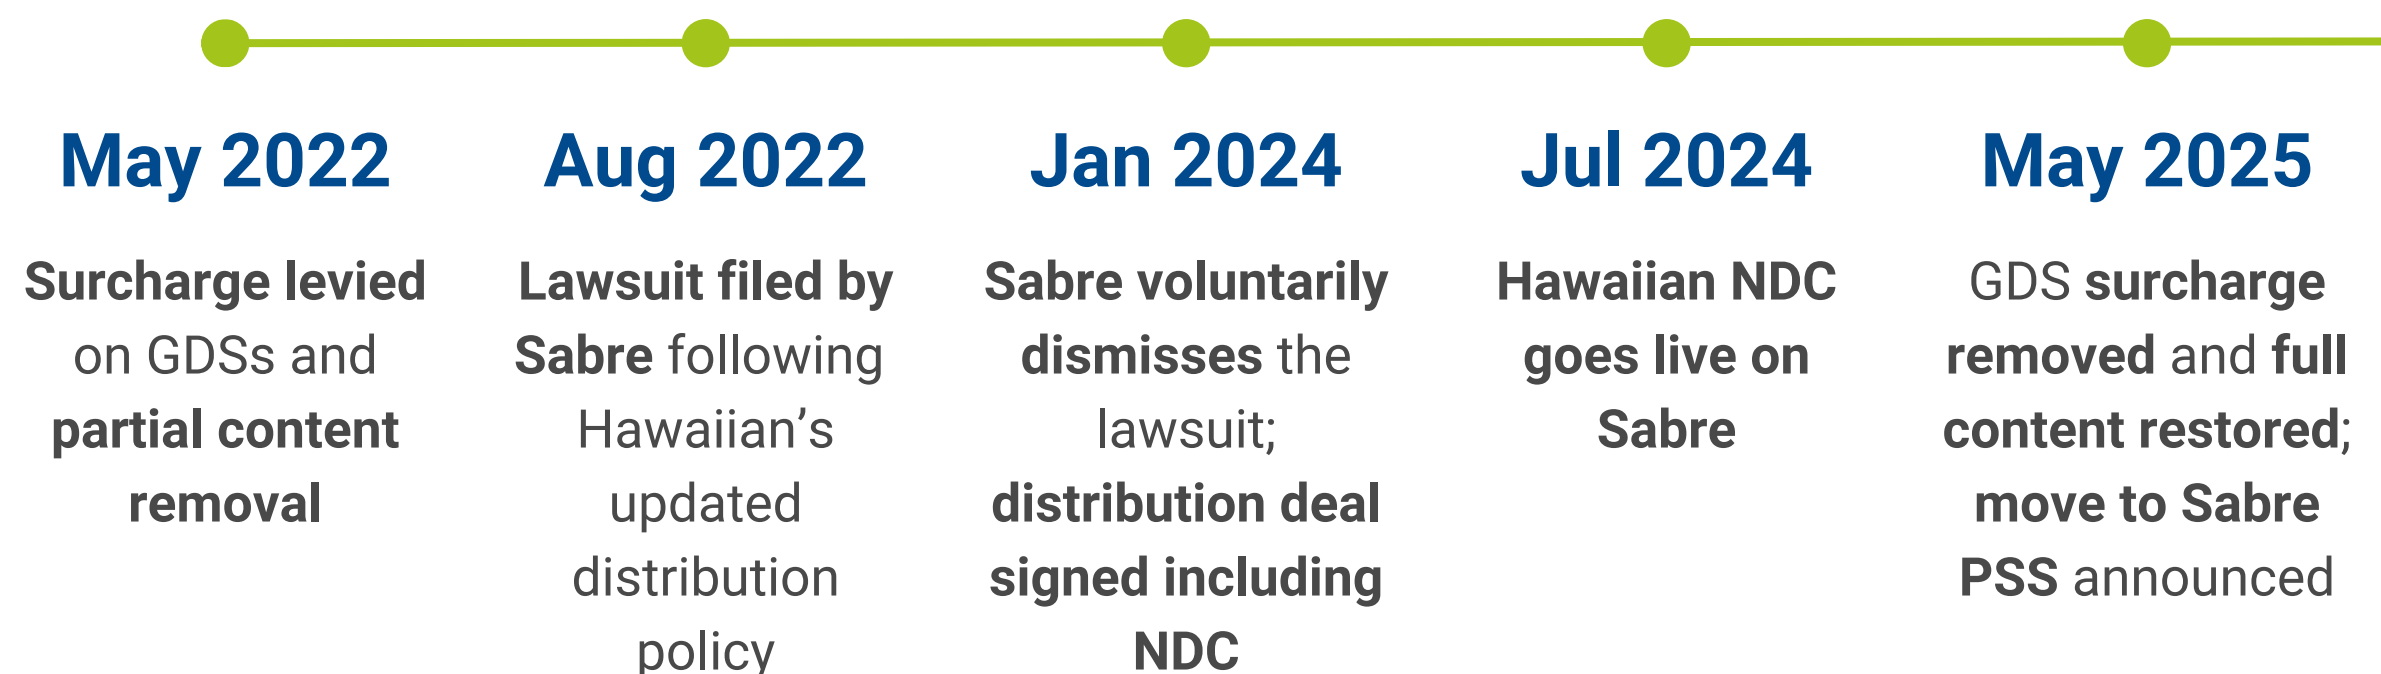 May 2022
Surcharge levied
on GDSs and
partial content
removal
Aug 2022
Lawsuit filed by
Sabre following
Hawaiian’s
updated
distribution
policy
Jan 2024
Sabre voluntarily
dismisses the
lawsuit;
distribution deal
signed including
NDC
Jul 2024
Hawaiian NDC
goes live on
Sabre
May 2025
GDS surcharge
removed and full
content restored;
move to Sabre
PSS announced